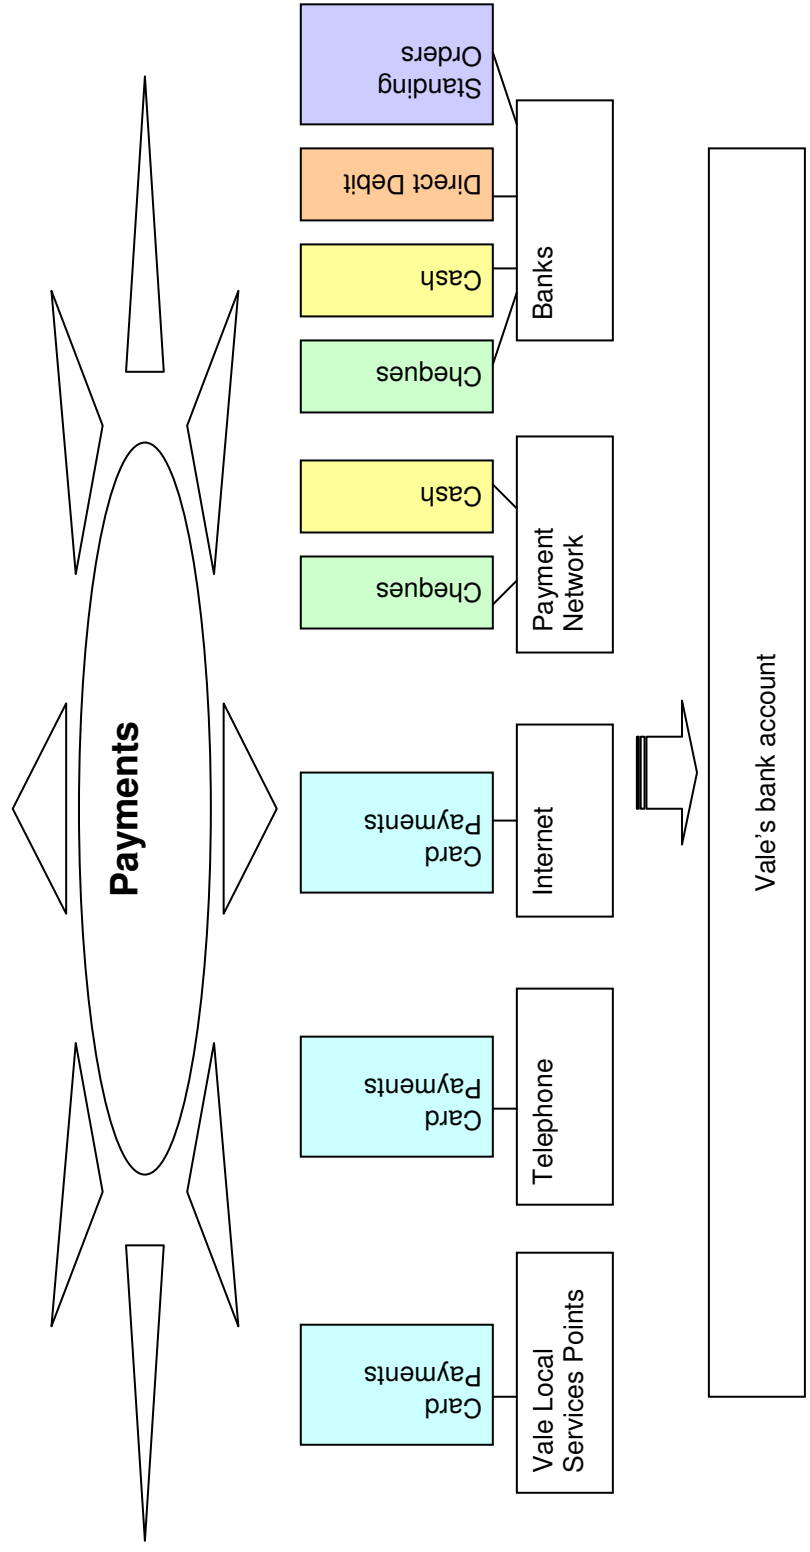 Payments
Card
Payments
Card
Payments
Card
Payments
Cheques
Cash
Cheques
Cash
Direct Debit
Standing
Orders
Vale Local
Services Points
Telephone
Internet
Payment
Network
Banks
Vale's bank account